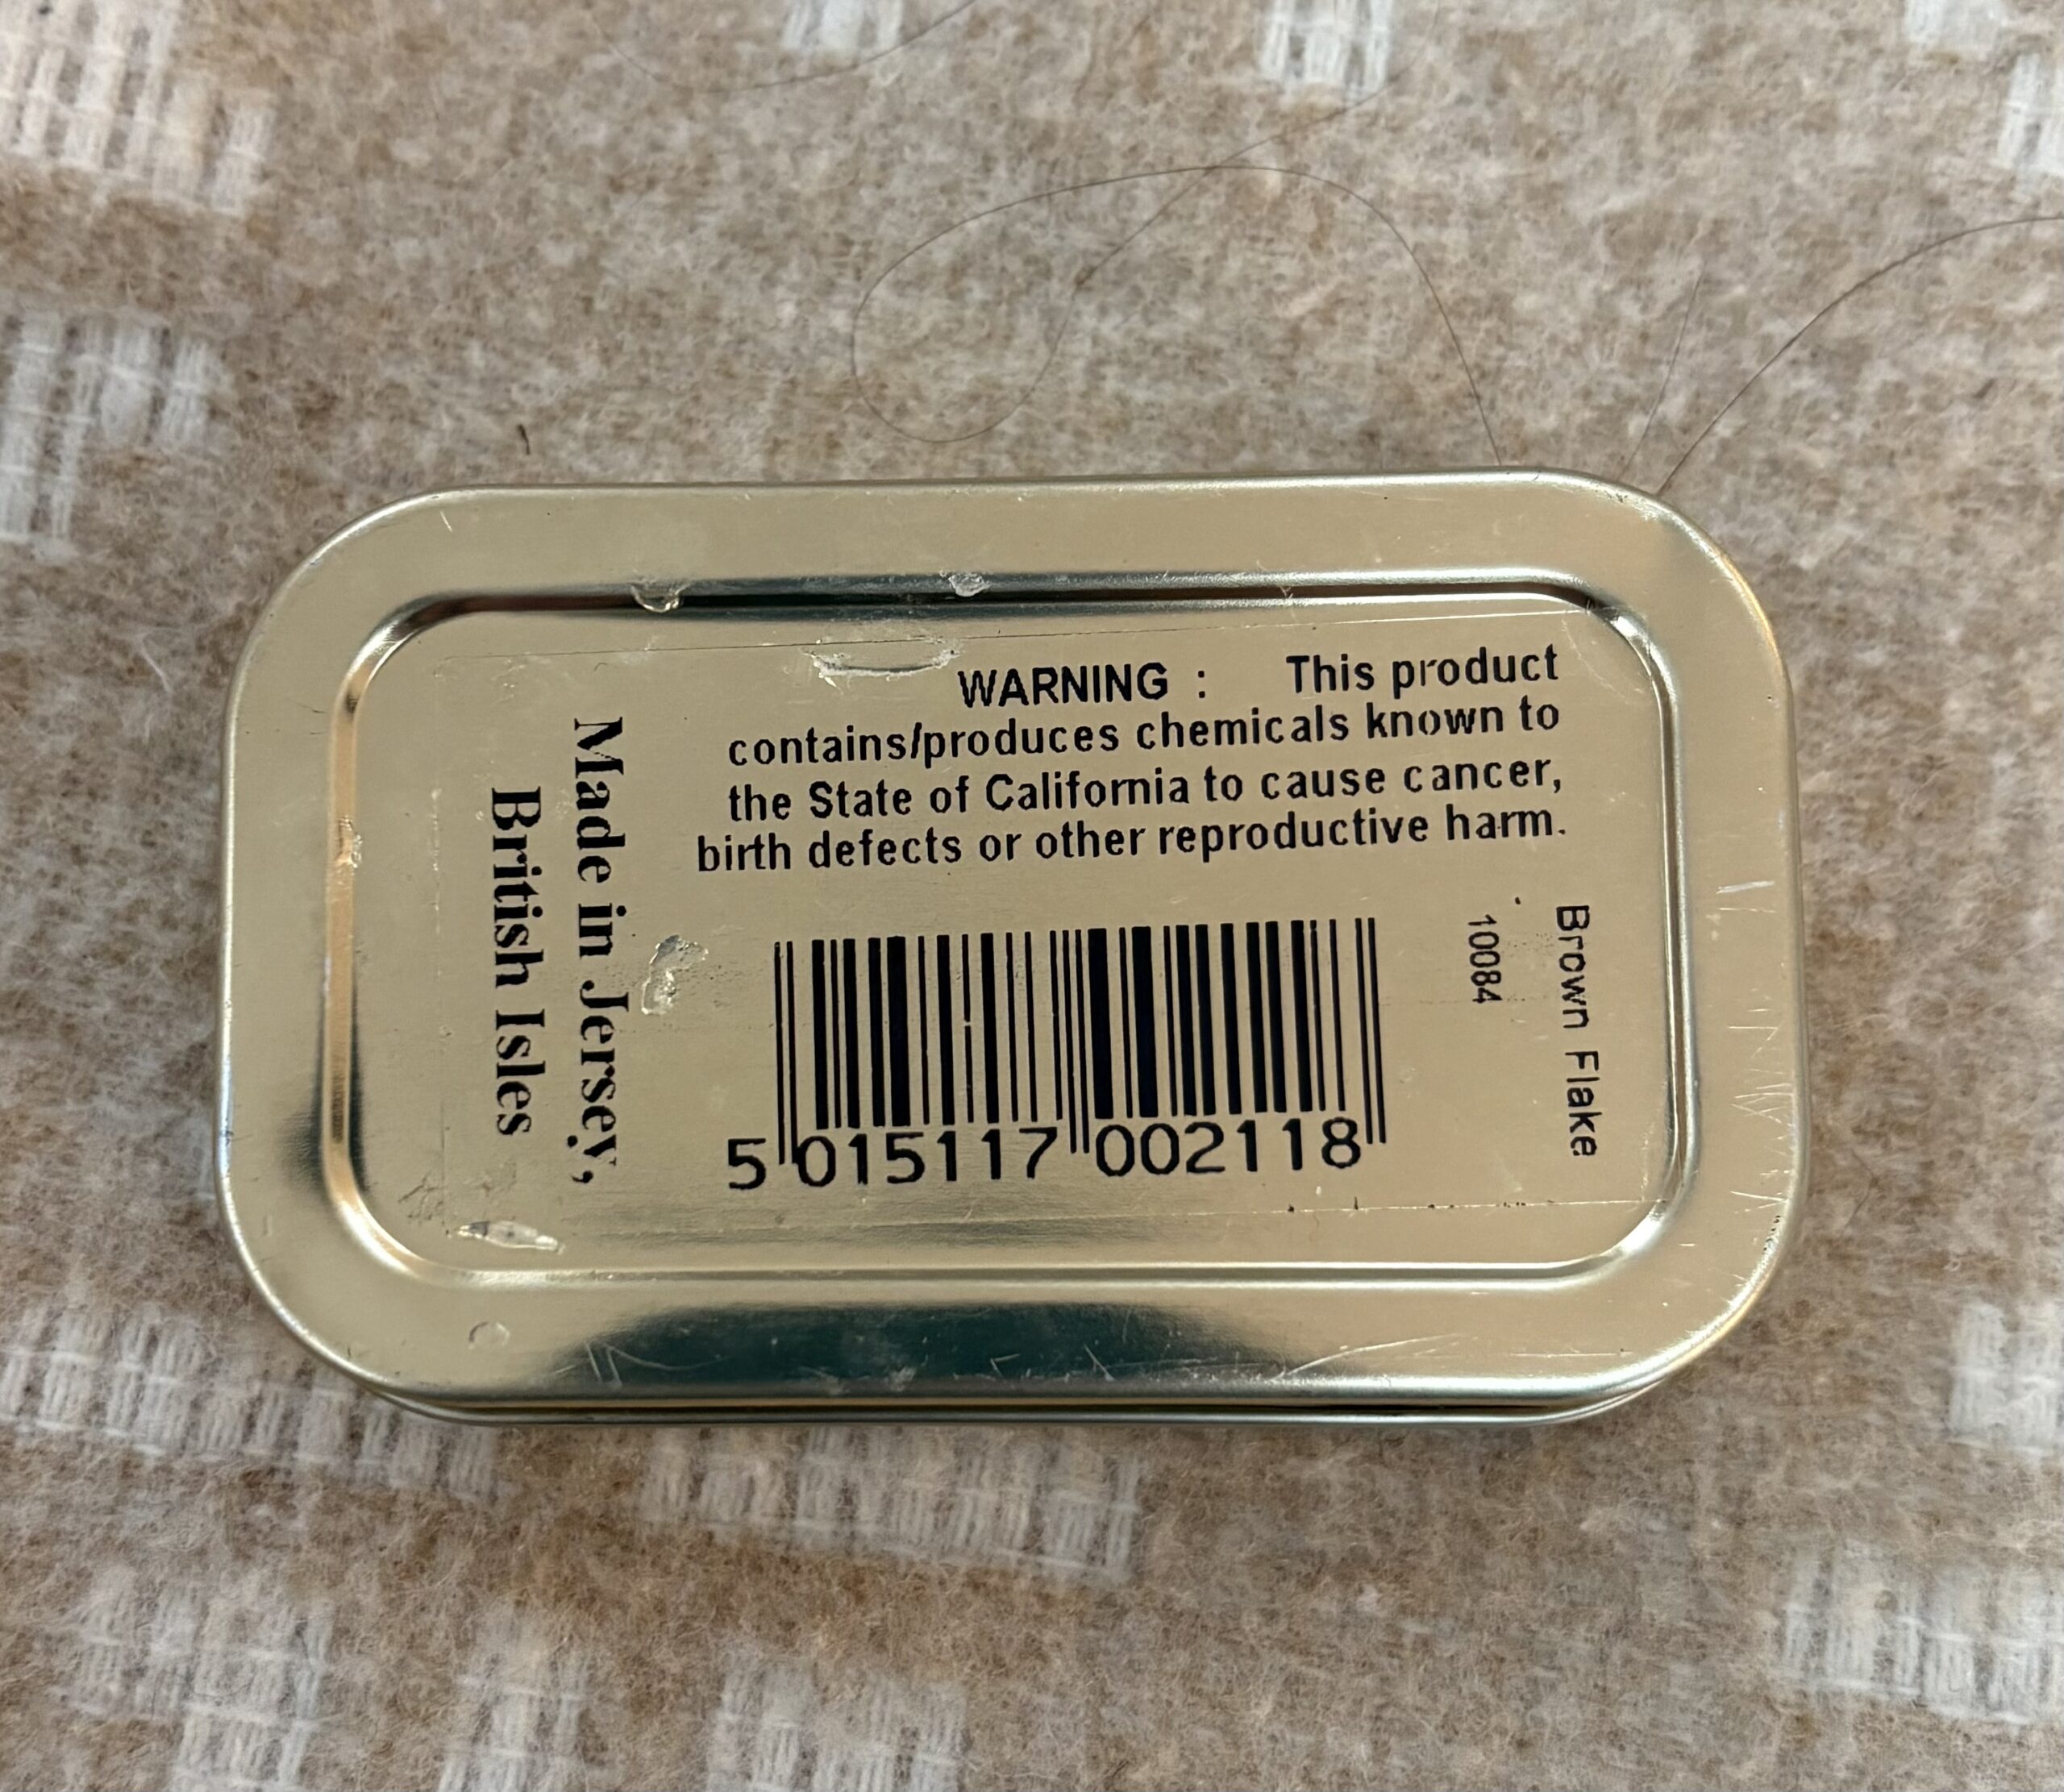 WARNING : This product
contains/produces chemicals known to
the State of California to cause cancer,
birth defects or other reproductive harm.
Made in Jersey,
British Isles
5 015117 002118
Brown Flake
10084